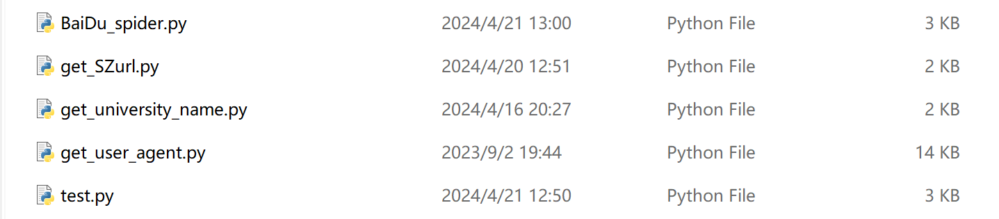 BaiDu_spider.py 2024/4/21 13:00 Python File 3 KB
get_SZurl.py 2024/4/20 12:51 Python File 2 KB
get_university_name.py 2024/4/16 20:27 Python File 2 KB
get_user_agent.py 2023/9/2 19:44 Python File 14 KB
test.py 2024/4/21 12:50 Python File 3 KB